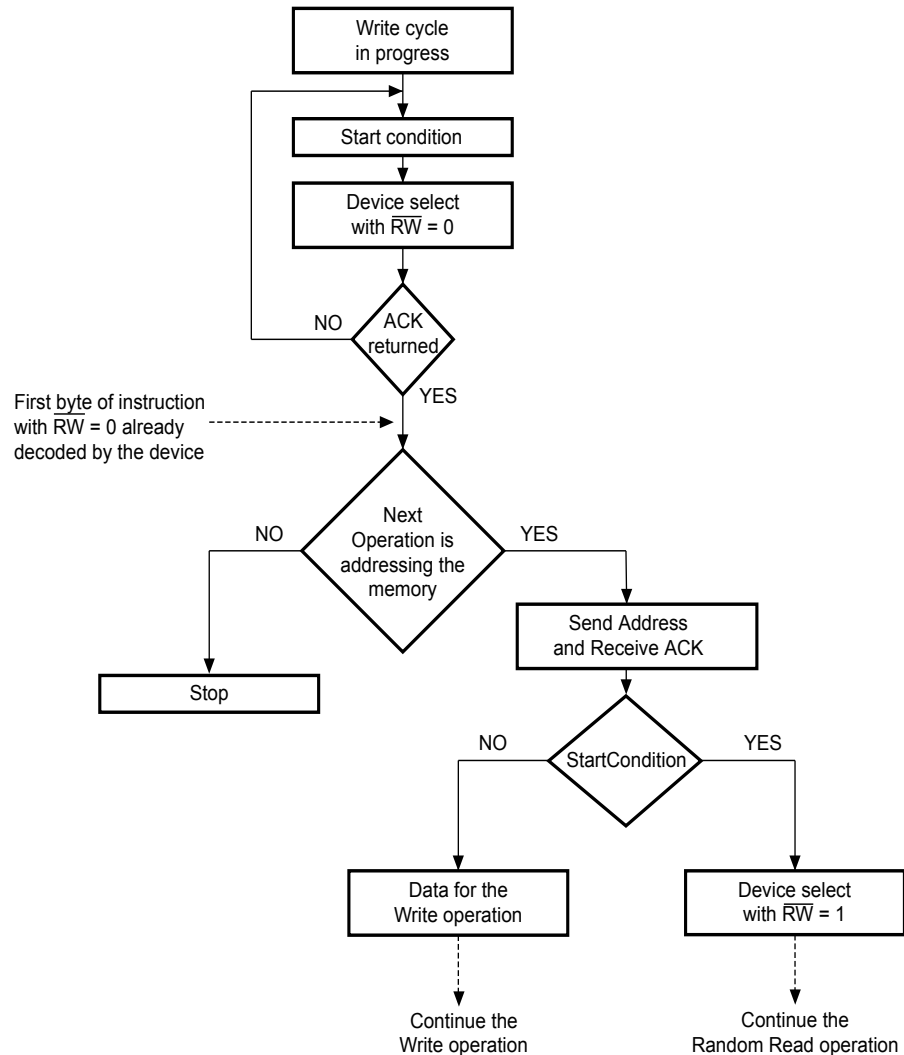 Write cycle
in progress
Start condition
Device select
with R̅W̅ = 0
NO
ACK
returned
YES
First byte of instruction
with R̅W̅ = 0 already
decoded by the device
NO
Next
Operation is
addressing the
memory
YES
Send Address
and Receive ACK
Stop
NO
StartCondition
YES
Data for the
Write operation
Device select
with R̅W̅ = 1
Continue the
Write operation
Continue the
Random Read operation